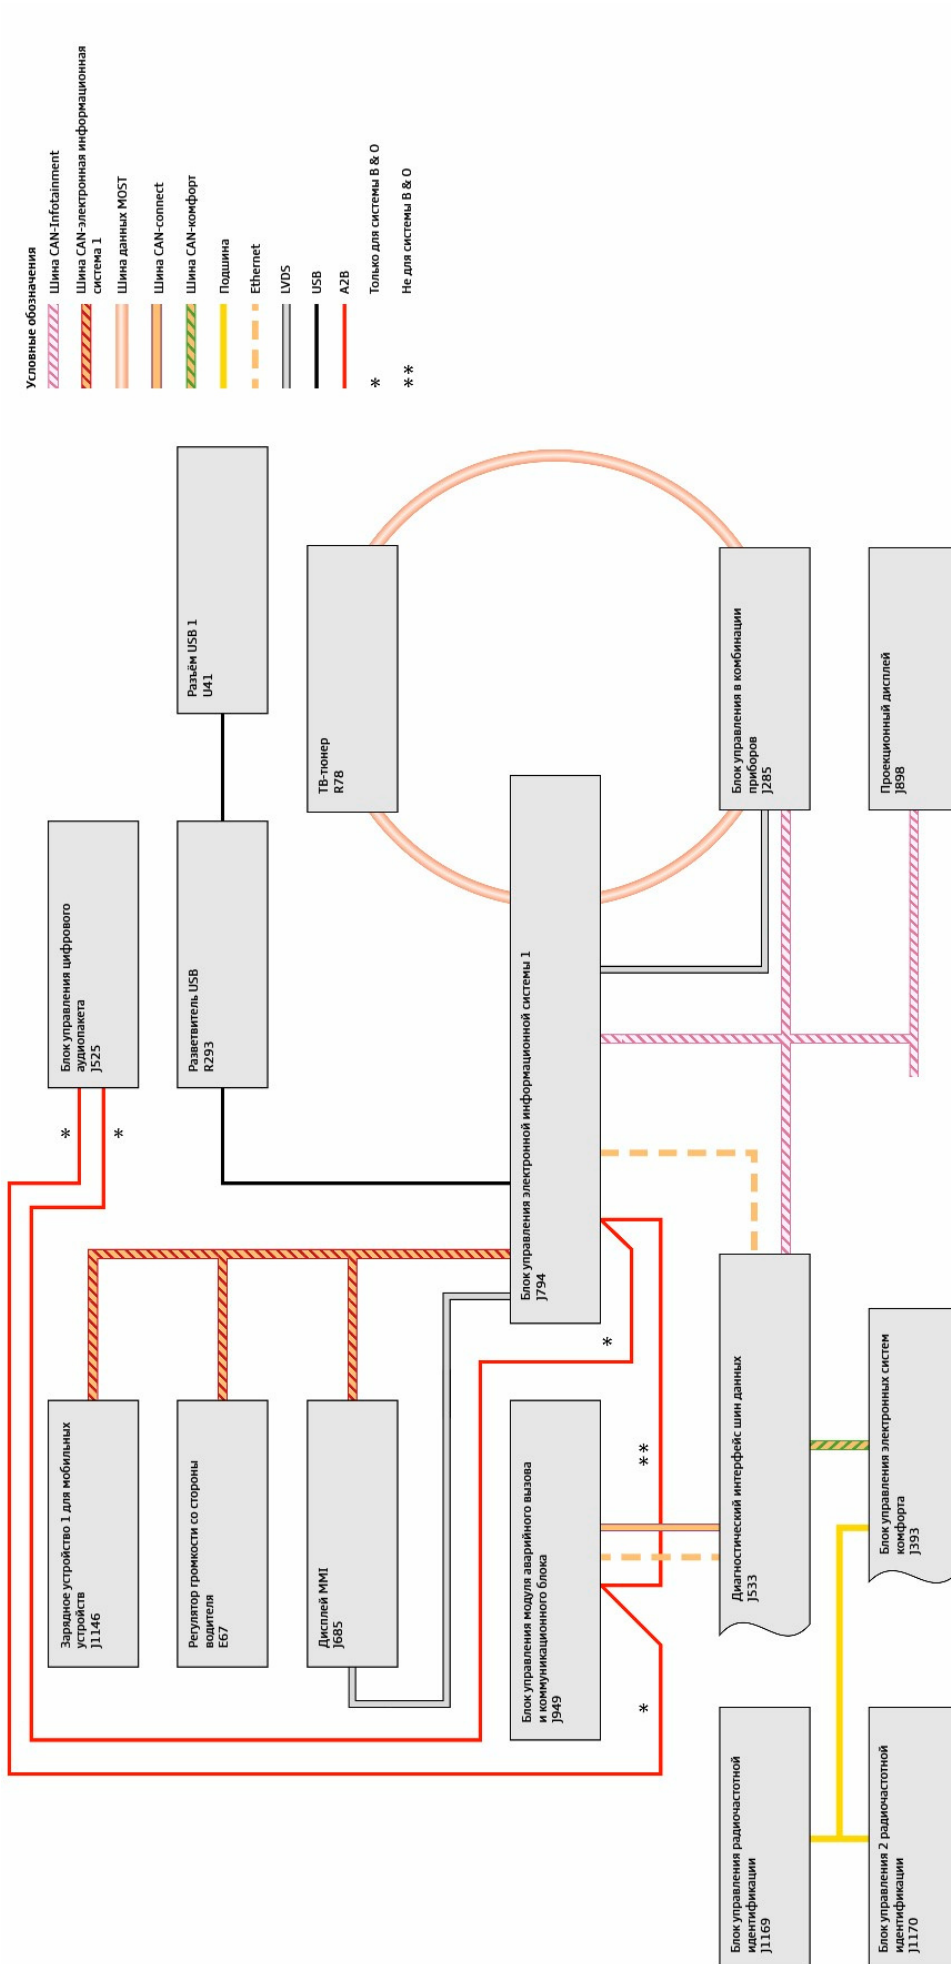 Условные обозначения
Шина CAN-Infotainment
Шина CAN-электронная информационная
система 1
Шина данных MOST
Шина CAN-connect
Шина CAN-комфорт
Подшина
Ethernet
LVDS
USB
A2B
* Только для системы B & O
** Не для системы B & O
Зарядное устройство 1 для мобильных
устройств
J1146
Блок управления цифрового
аудиопакета
J525
*
*
Регулятор громкости со стороны
водителя
E67
Разветвитель USB
R293
Разъём USB 1
U41
Дисплей MMI
J685
ТВ-тюнер
R78
Блок управления модуля аварийного вызова
и коммуникационного блока
J949
Блок управления электронной информационной системы 1
J794
*
*
**
Блок управления радиочастотной
идентификации
J1169
Диагностический интерфейс шин данных
J533
Блок управления в комбинации
приборов
J285
Блок управления 2 радиочастотной
идентификации
J1170
Блок управления электронных систем
комфорта
J393
Проекционный дисплей
J898